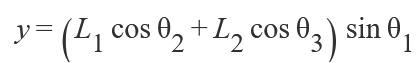 y = (L₁ cos θ₂ + L₂ cos θ₃) sin θ₁